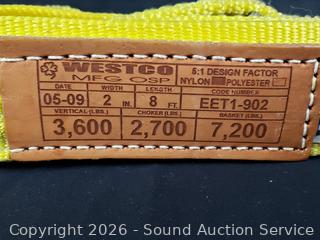 WESTCO
MFG OSP
5:1 DESIGN FACTOR
NYLON POLYESTER
DATE WIDTH LENGTH CODE NUMBER
05-09 2 IN. 8 FT. EET1-902
VERTICAL (LBS.) CHOKER (LBS.) BASKET (LBS.)
3,600 2,700 7,200
Copyright 2026 - Sound Auction Service